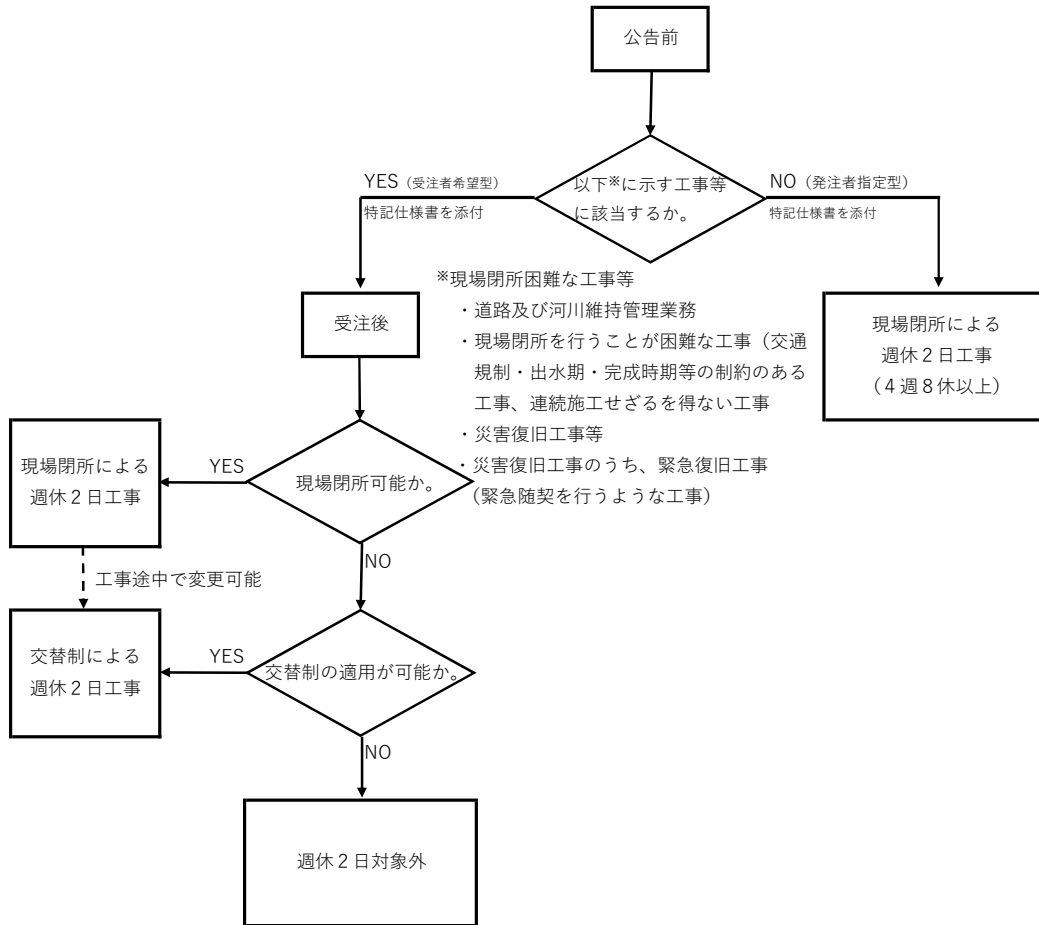 公告前
以下※に示す工事等
に該当するか。
YES（受注者希望型）
特記仕様書を添付
NO（発注者指定型）
特記仕様書を添付
受注後
※現場閉所困難な工事等
・道路及び河川維持管理業務
・現場閉所を行うことが困難な工事（交通
規制・出水期・完成時期等の制約のある
工事、連続施工せざるを得ない工事
・災害復旧工事等
・災害復旧工事のうち、緊急復旧工事
（緊急随契を行うような工事）
現場閉所による
週休２日工事
（４週８休以上）
現場閉所可能か。
YES
現場閉所による
週休２日工事
NO
工事途中で変更可能
交替制の適用が可能か。
YES
交替制による
週休２日工事
NO
週休２日対象外